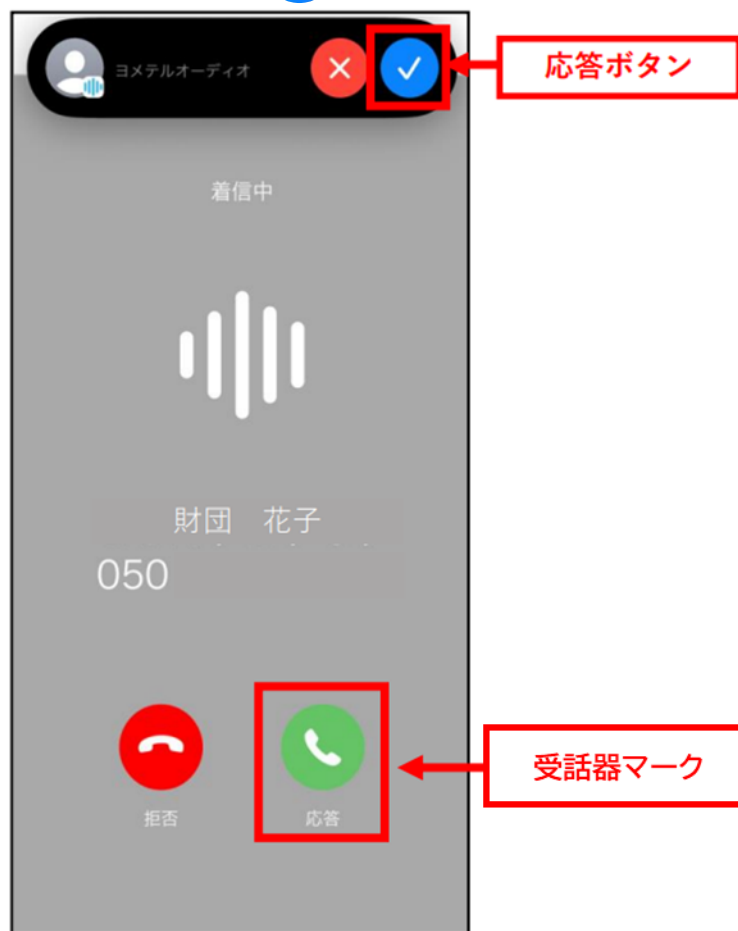 ヨメテルオーディオ
応答ボタン
着信中
財団 花子
050
受話器マーク
拒否
応答